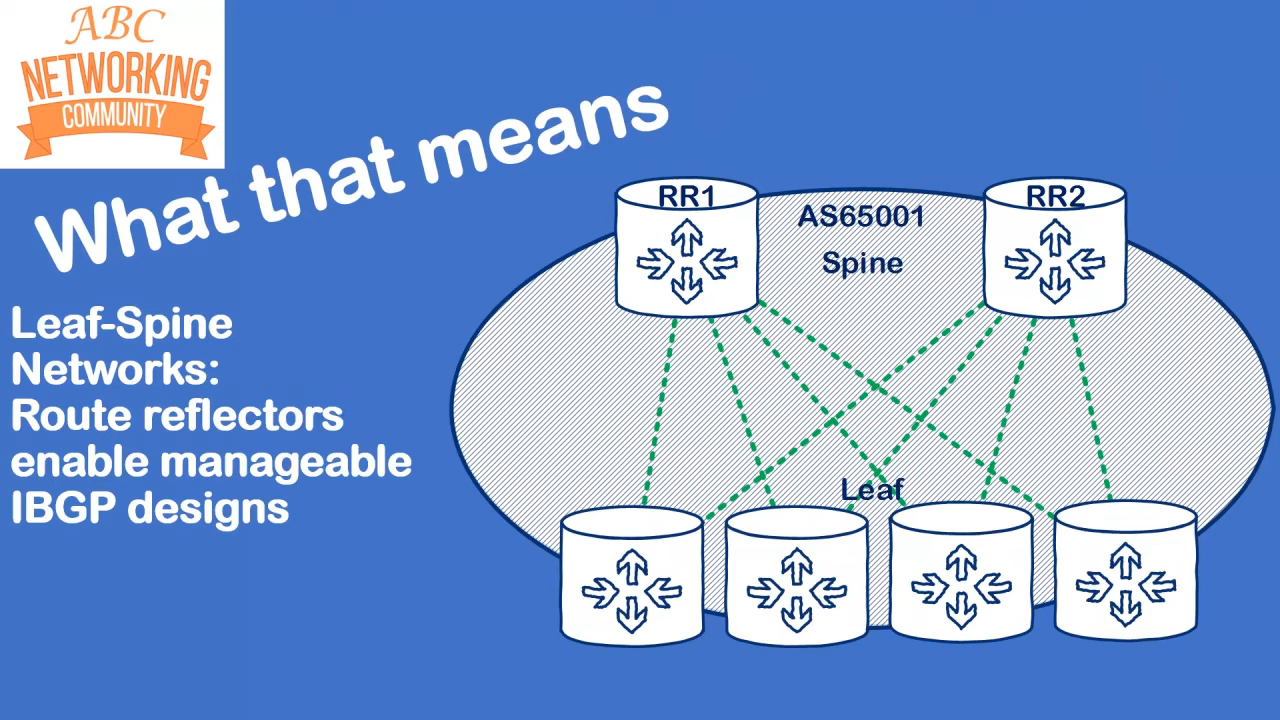 ABC
NETWORKING
COMMUNITY
What that means
Leaf-Spine
Networks:
Route reflectors
enable manageable
IBGP designs
RR1
RR2
AS65001
Spine
Leaf